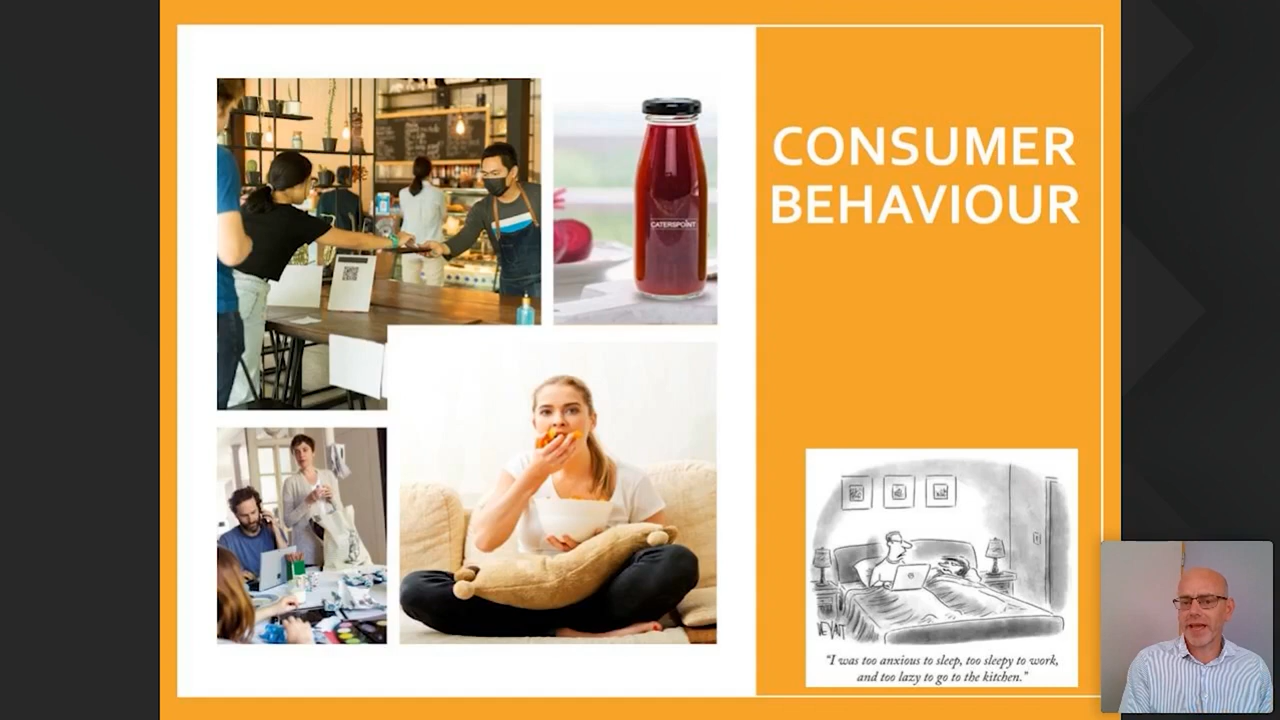 CONSUMER
BEHAVIOUR
CATERSPOINT
"I was too anxious to sleep, too sleepy to work,
and too lazy to go to the kitchen."